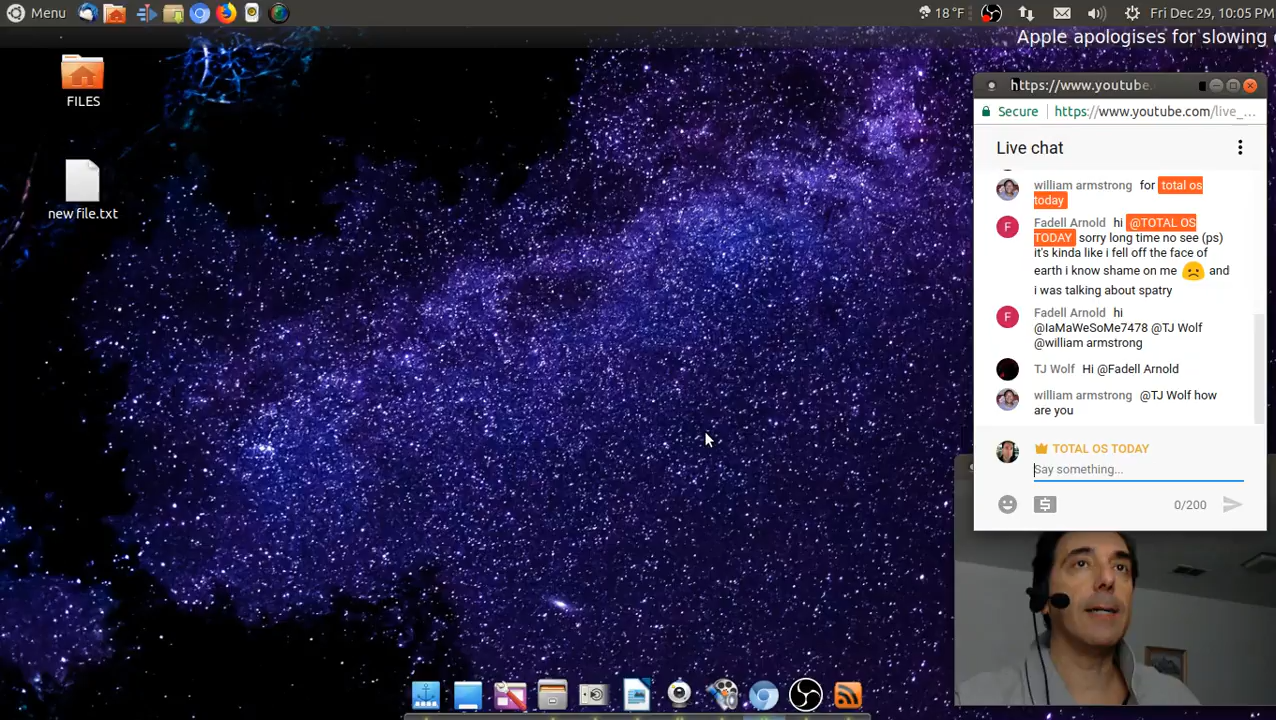 Menu
18 °F
Fri Dec 29, 10:05 PM
Apple apologises for slowing
FILES
new file.txt
https://www.youtube.
Secure
https://www.youtube.com/live_...
Live chat
william armstrong for total os
today
Fadell Arnold hi @TOTAL OS
TODAY sorry long time no see (ps)
it's kinda like i fell off the face of
earth i know shame on me and
i was talking about spatry
F
Fadell Arnold hi
@IaMaWeSoMe7478 @TJ Wolf
@william armstrong
F
TJ Wolf Hi @Fadell Arnold
william armstrong @TJ Wolf how
are you
TOTAL OS TODAY
Say something...
0/200